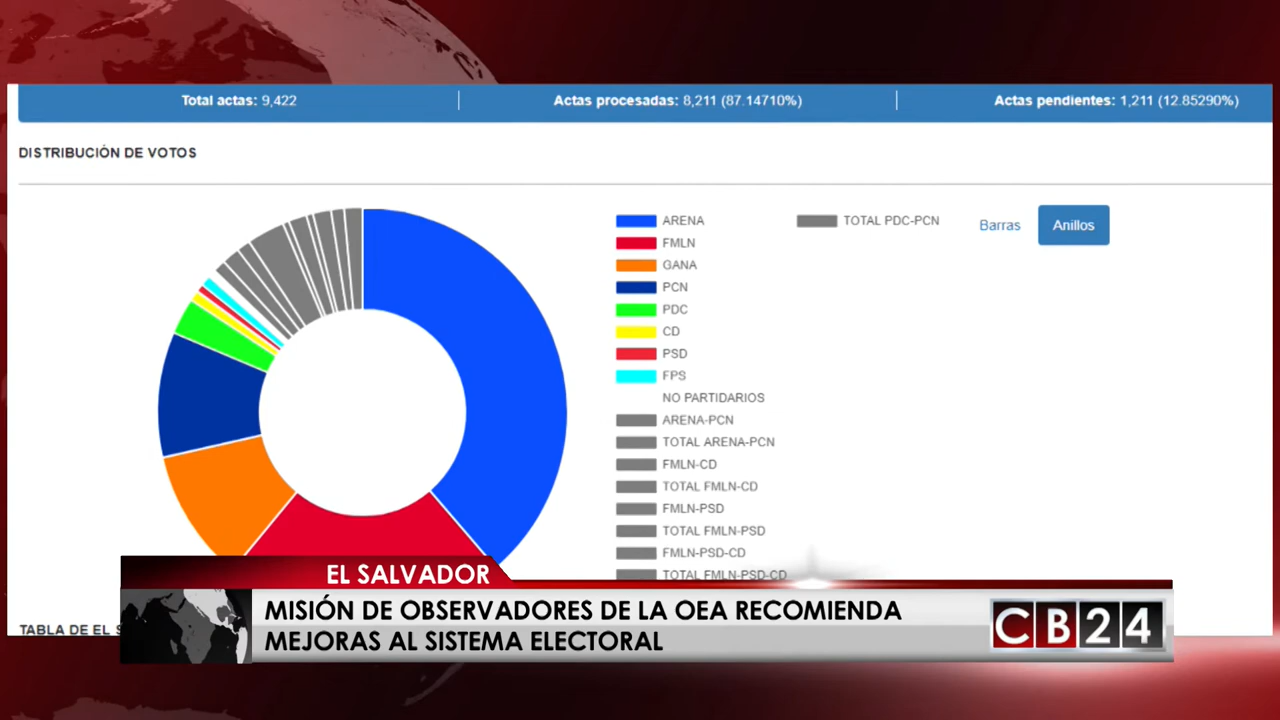 Total actas: 9,422
Actas procesadas: 8,211 (87.14710%)
Actas pendientes: 1,211 (12.85290%)
DISTRIBUCIÓN DE VOTOS
ARENA
FMLN
GANA
PCN
PDC
CD
PSD
FPS
NO PARTIDARIOS
ARENA-PCN
TOTAL ARENA-PCN
FMLN-CD
TOTAL FMLN-CD
FMLN-PSD
TOTAL FMLN-PSD
FMLN-PSD-CD
TOTAL FMLN-PSD-CD
TOTAL PDC-PCN
Barras
Anillos
TABLA DE EL
EL SALVADOR
MISIÓN DE OBSERVADORES DE LA OEA RECOMIENDA
MEJORAS AL SISTEMA ELECTORAL
CB24